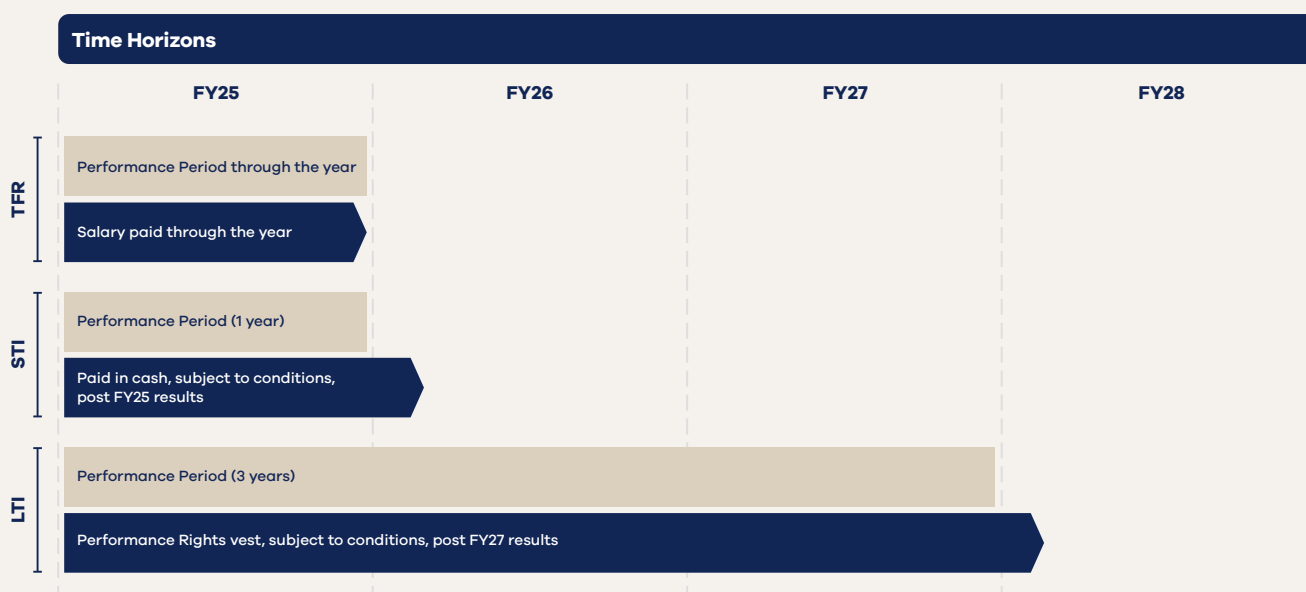 Time Horizons
FY25
FY26
FY27
FY28
TFR
Performance Period through the year
Salary paid through the year
STI
Performance Period (1 year)
Paid in cash, subject to conditions,
post FY25 results
LTI
Performance Period (3 years)
Performance Rights vest, subject to conditions, post FY27 results